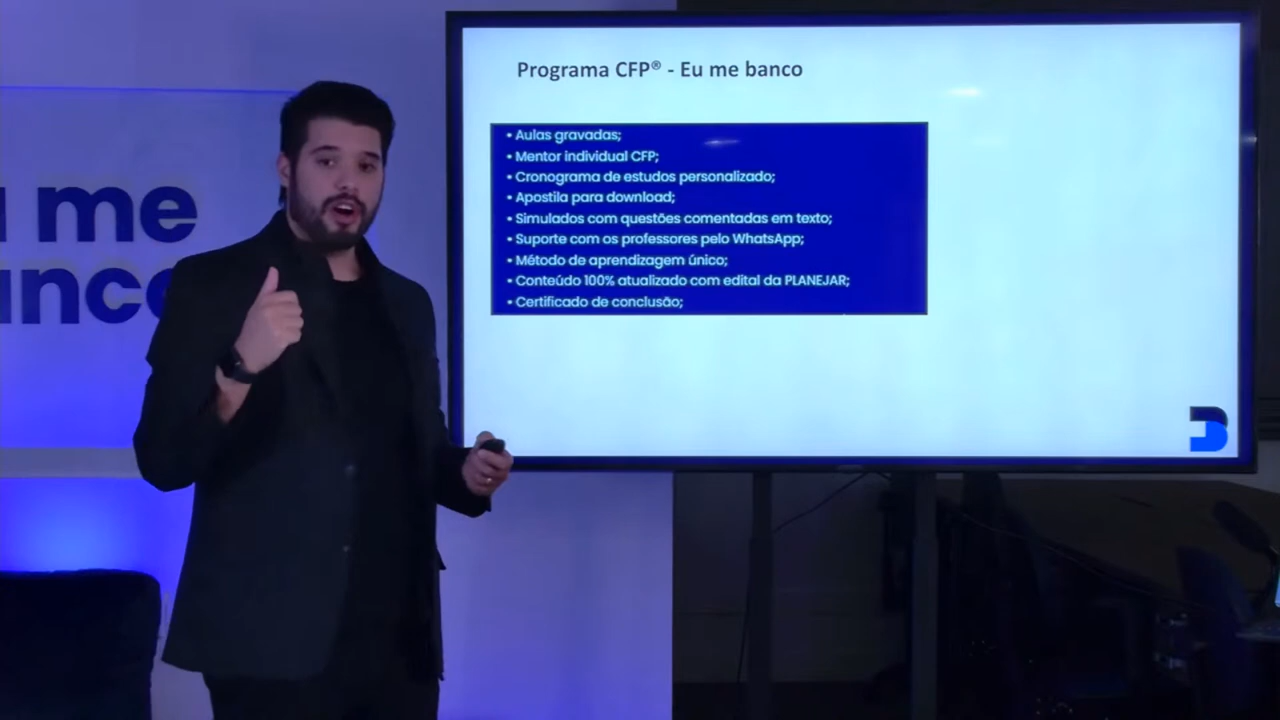 me
Programa CFP® - Eu me banco
• Aulas gravadas;
• Mentor individual CFP;
• Cronograma de estudos personalizado;
• Apostila para download;
• Simulados com questões comentadas em texto;
• Suporte com os professores pelo WhatsApp;
• Método de aprendizagem único;
• Conteúdo 100% atualizado com edital da PLANEJAR;
• Certificado de conclusão;